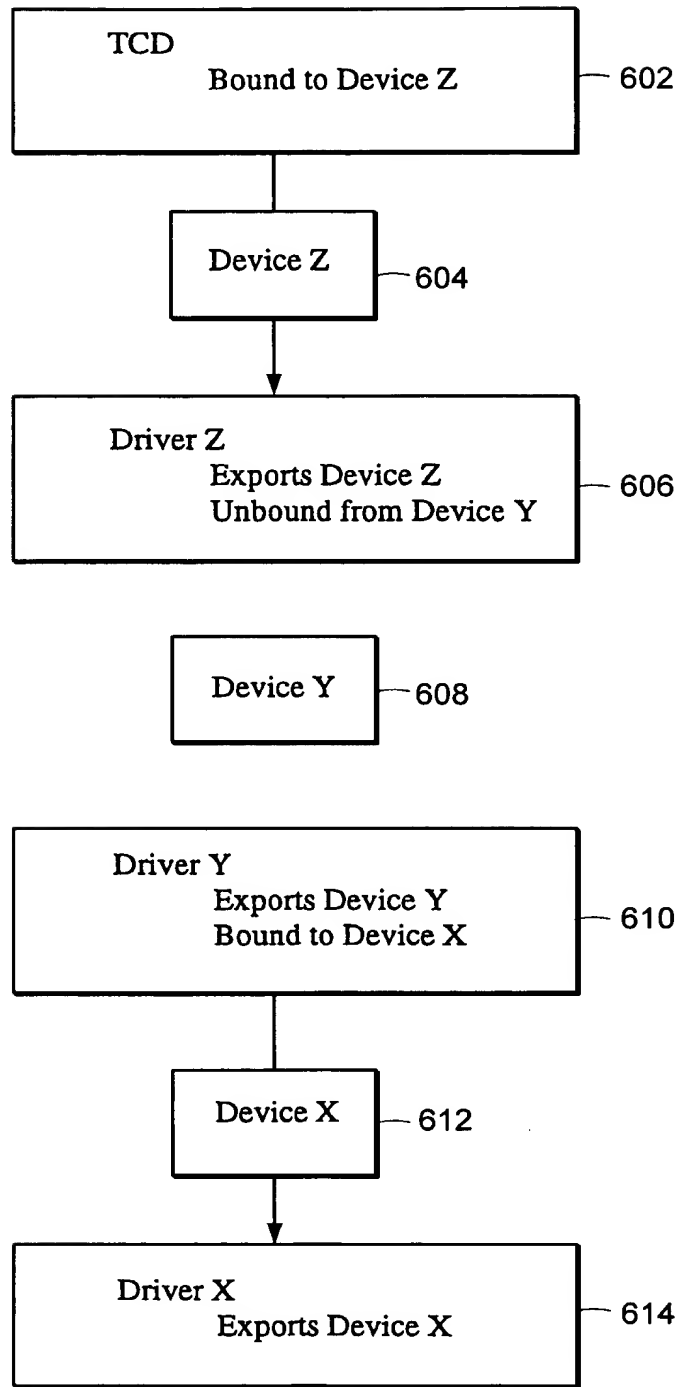 TCD
Bound to Device Z
602
Device Z
604
Driver Z
Exports Device Z
Unbound from Device Y
606
Device Y
608
Driver Y
Exports Device Y
Bound to Device X
610
Device X
612
Driver X
Exports Device X
614